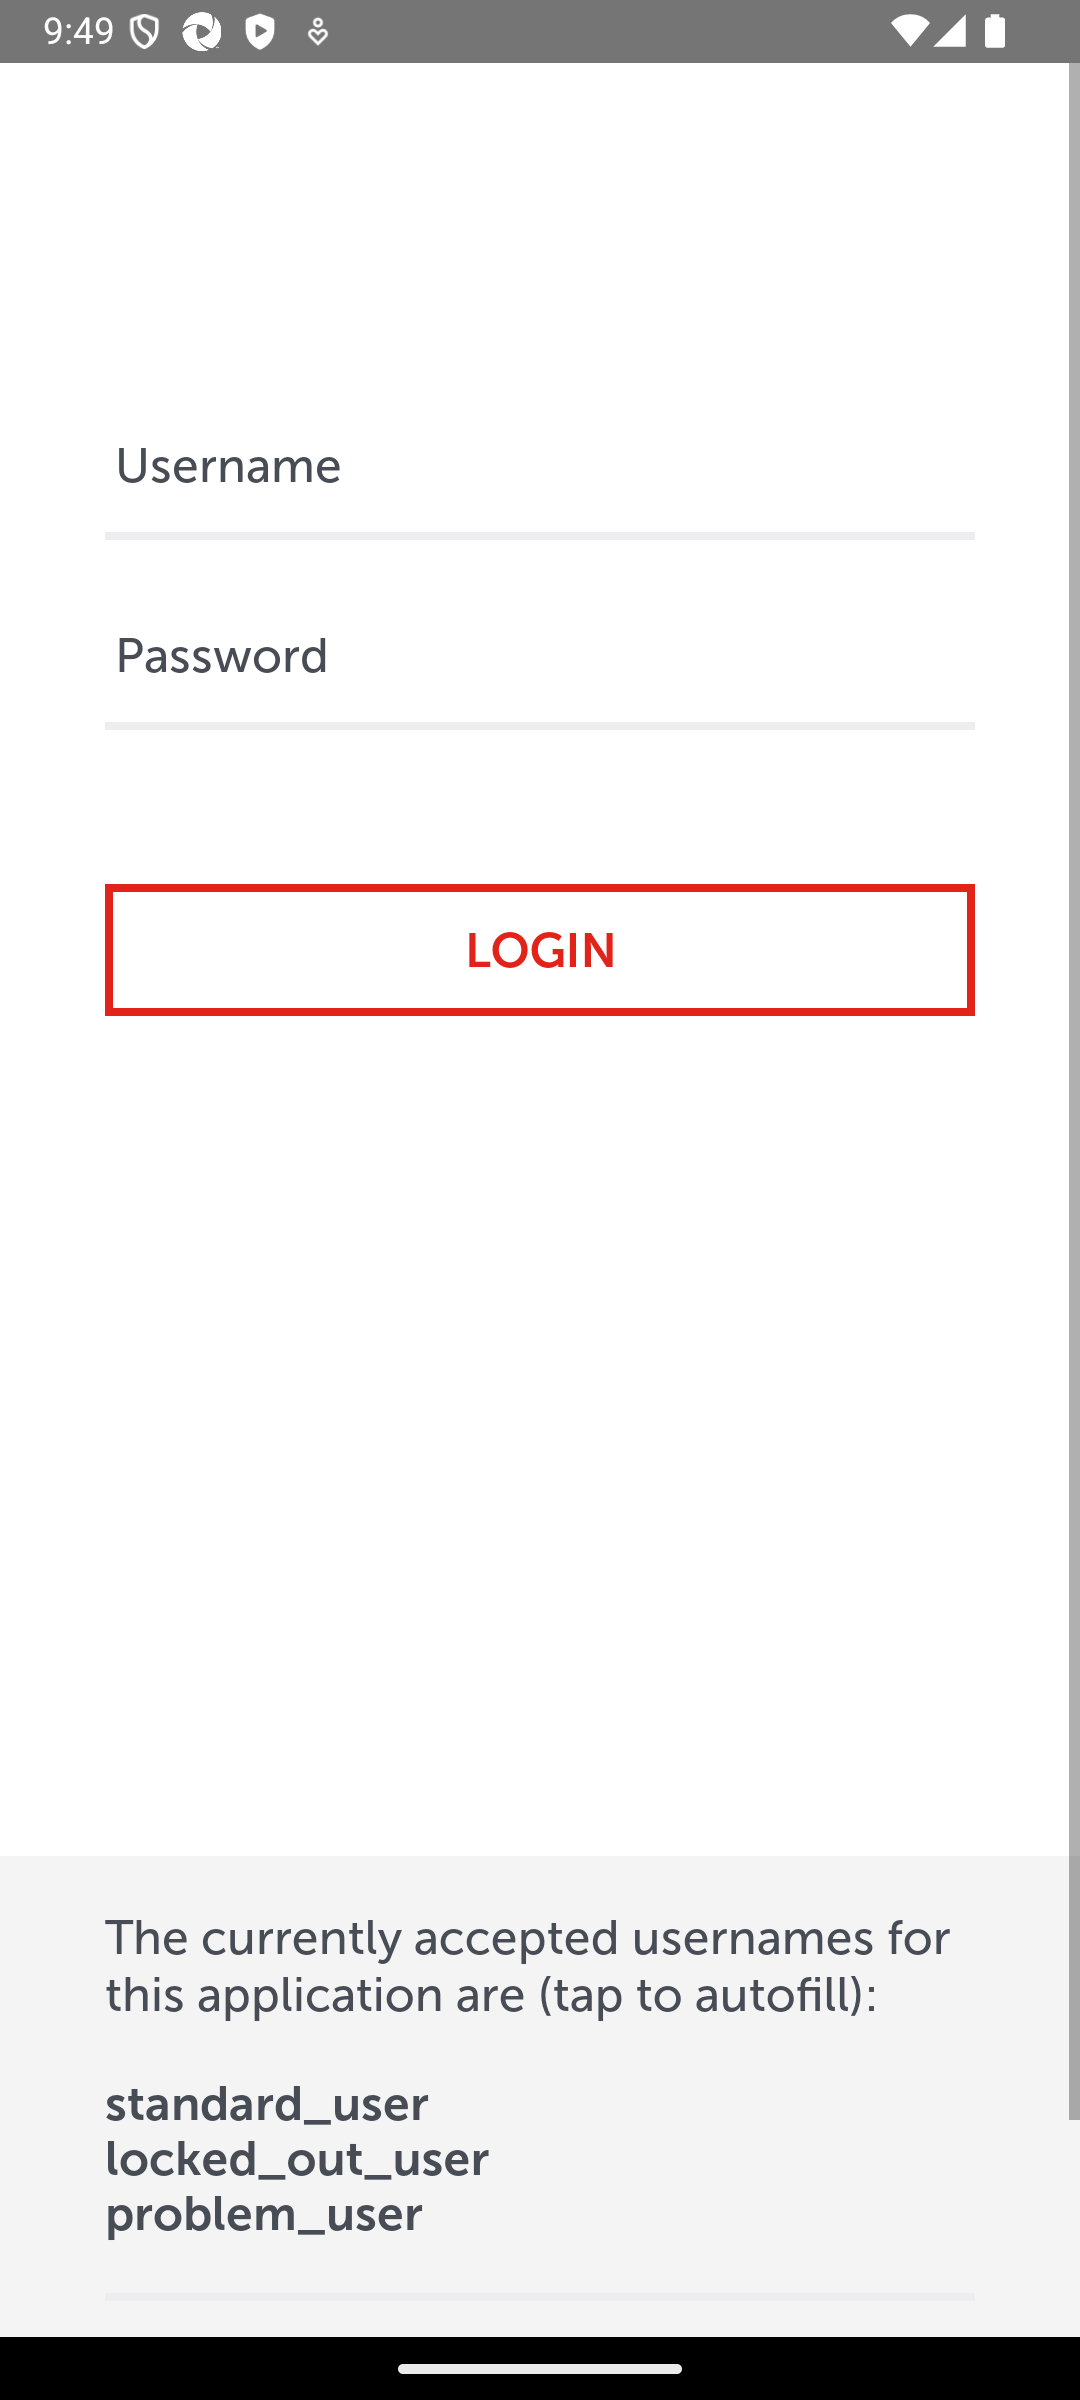 9:49
Username
Password
LOGIN
The currently accepted usernames for
this application are (tap to autofill):
standard_user
locked_out_user
problem_user